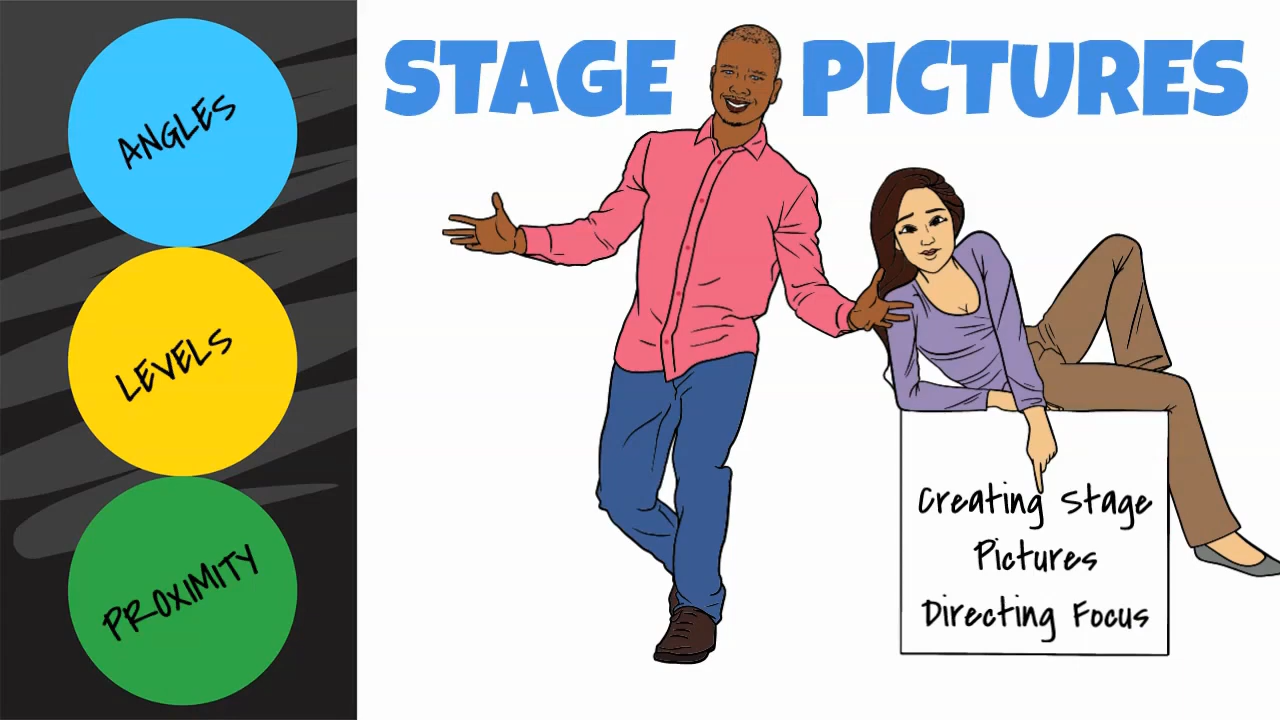 STAGE PICTURES
ANGLES
LEVELS
PROXIMITY
Creating Stage
Pictures
Directing Focus